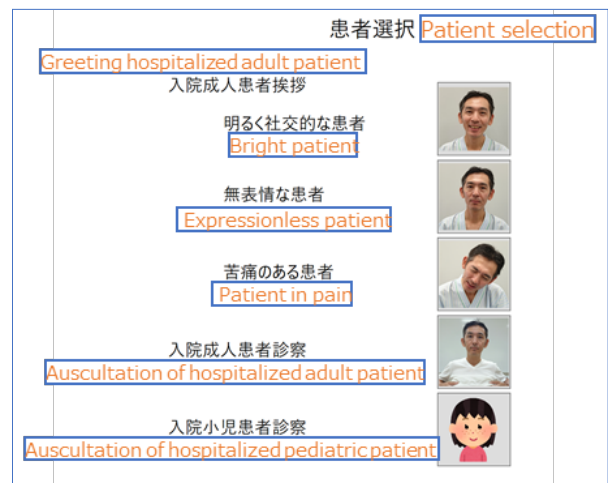 患者選択 Patient selection
Greeting hospitalized adult patient
入院成人患者挨拶
明るく社交的な患者
Bright patient
無表情な患者
Expressionless patient
苦痛のある患者
Patient in pain
入院成人患者診察
Auscultation of hospitalized adult patient
入院小児患者診察
Auscultation of hospitalized pediatric patient